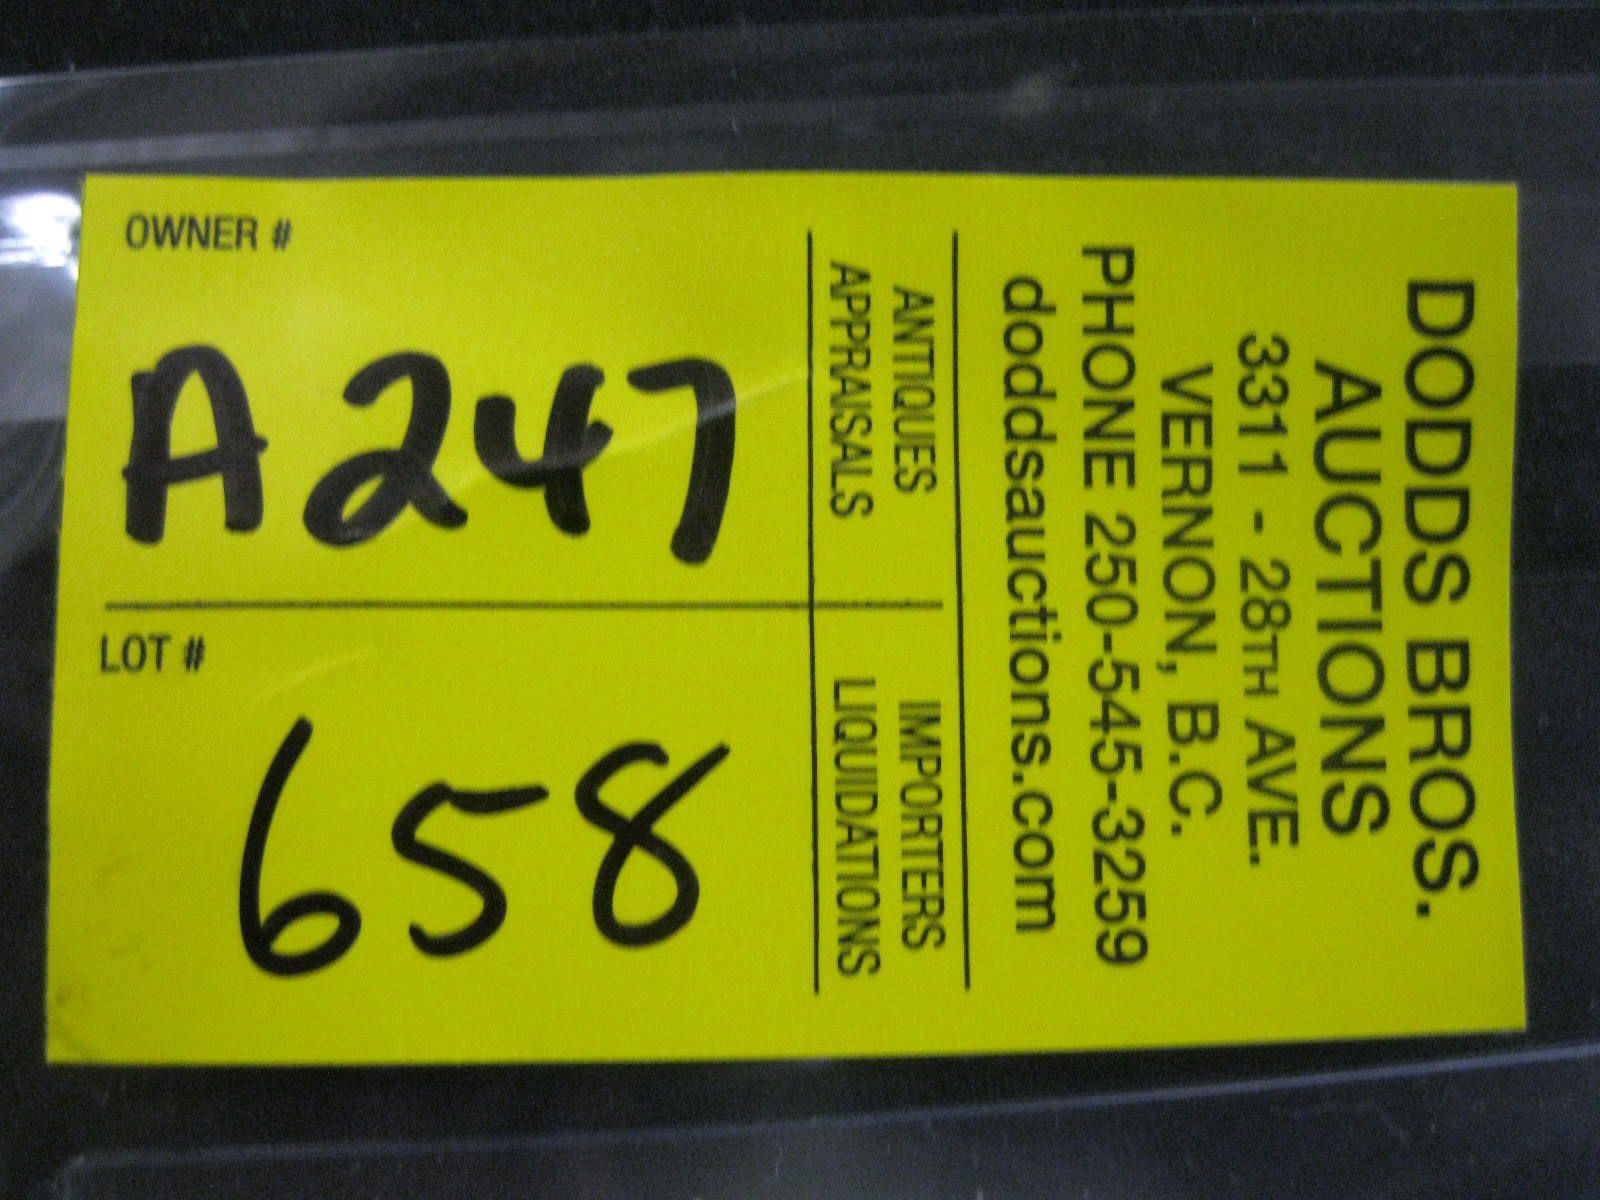 OWNER #
A247
LOT #
658
DODDS BROS.
AUCTIONS
3311 - 28TH AVE.
VERNON, B.C.
PHONE 250-545-3259
doddsauctions.com
ANTIQUES
APPRAISALS
IMPORTERS
LIQUIDATIONS